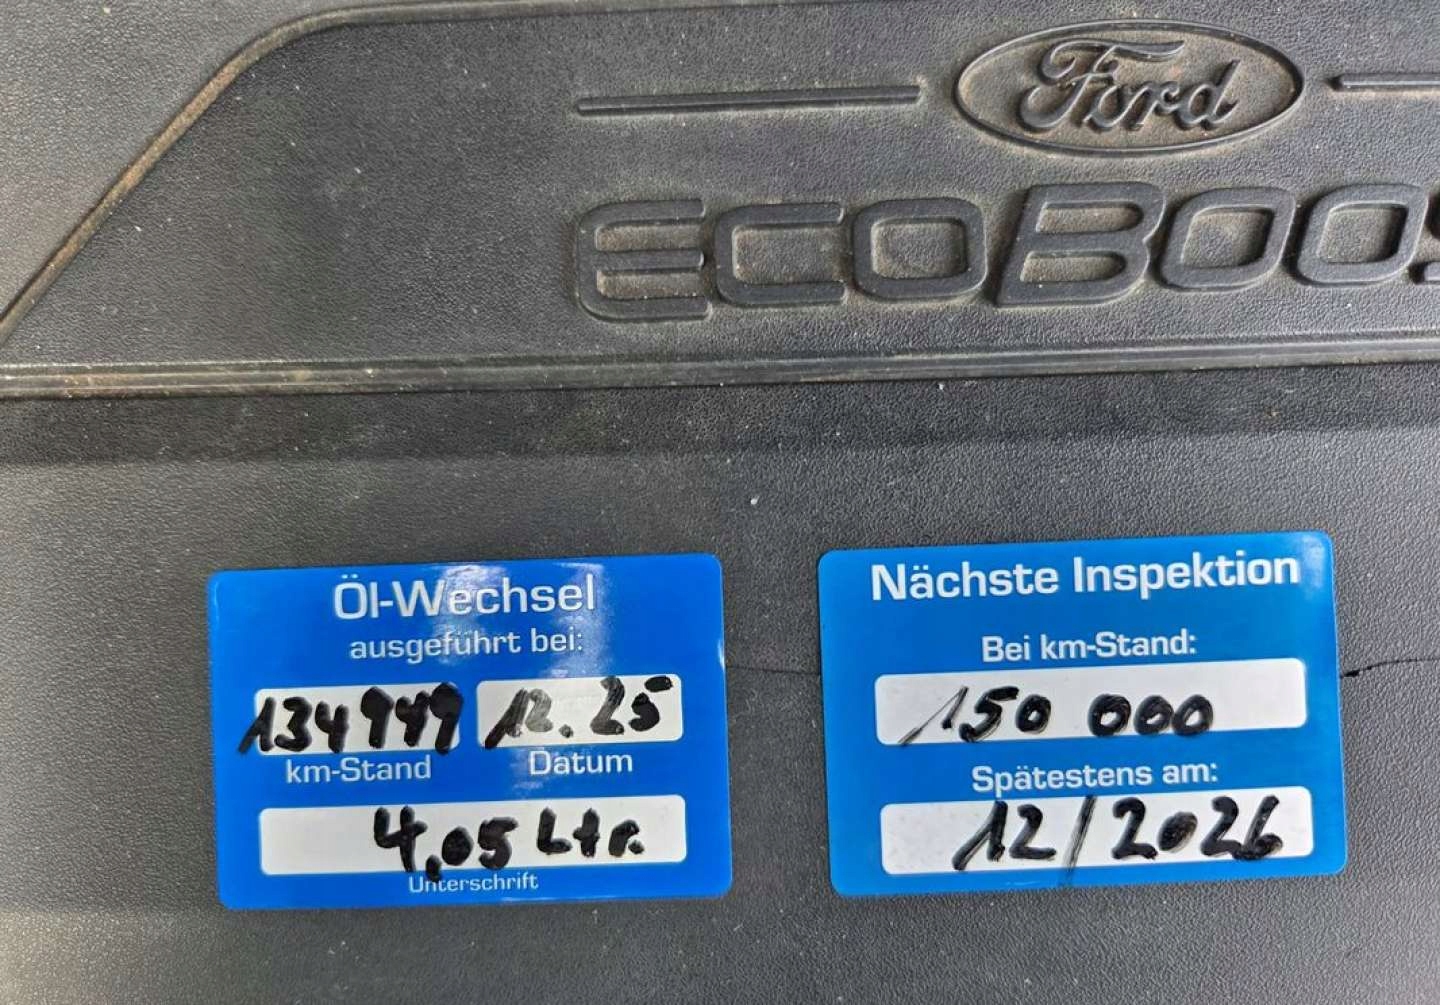 Ford
ECOBOOS
Öl-Wechsel
ausgeführt bei:
134949 12.25
km-Stand Datum
4,05 Ltr.
Unterschrift
Nächste Inspektion
Bei km-Stand:
150 000
Spätestens am:
12/2026